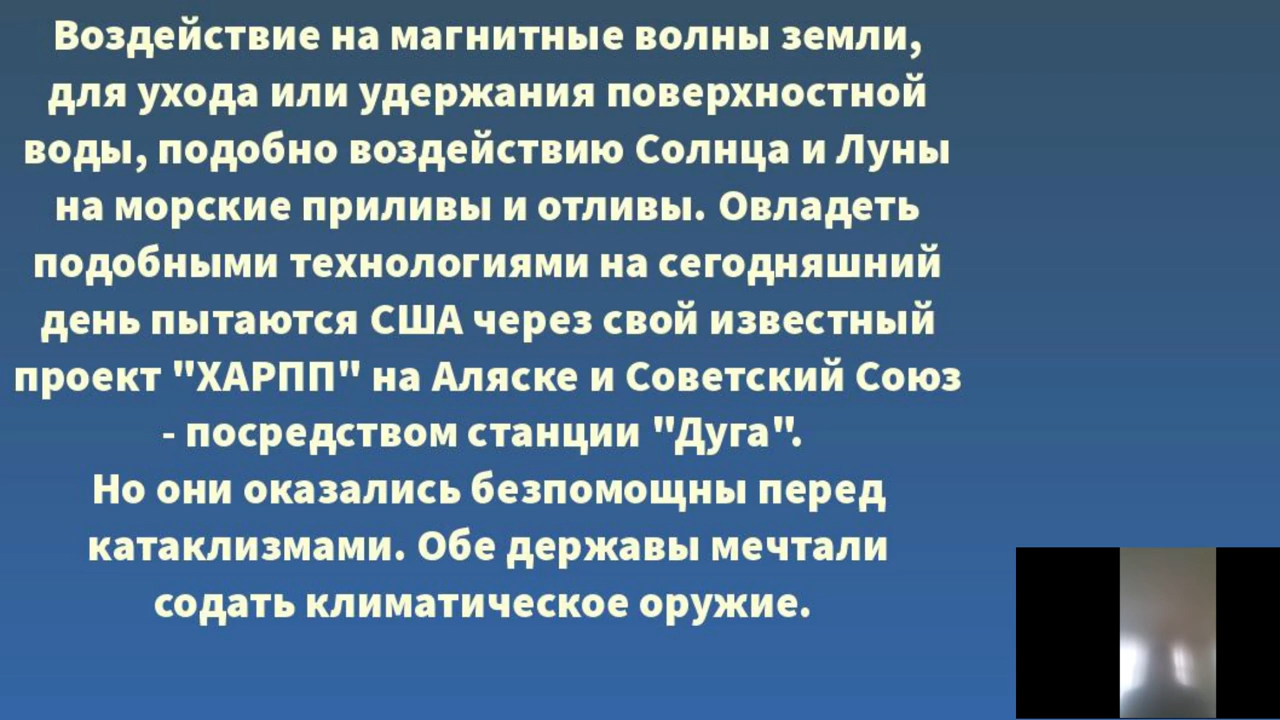 Воздействие на магнитные волны земли,
для ухода или удержания поверхностной
воды, подобно воздействию Солнца и Луны
на морские приливы и отливы. Овладеть
подобными технологиями на сегодняшний
день пытаются США через свой известный
проект "ХАРПП" на Аляске и Советский Союз
- посредством станции "Дуга".
Но они оказались безпомощны перед
катаклизмами. Обе державы мечтали
содать климатическое оружие.